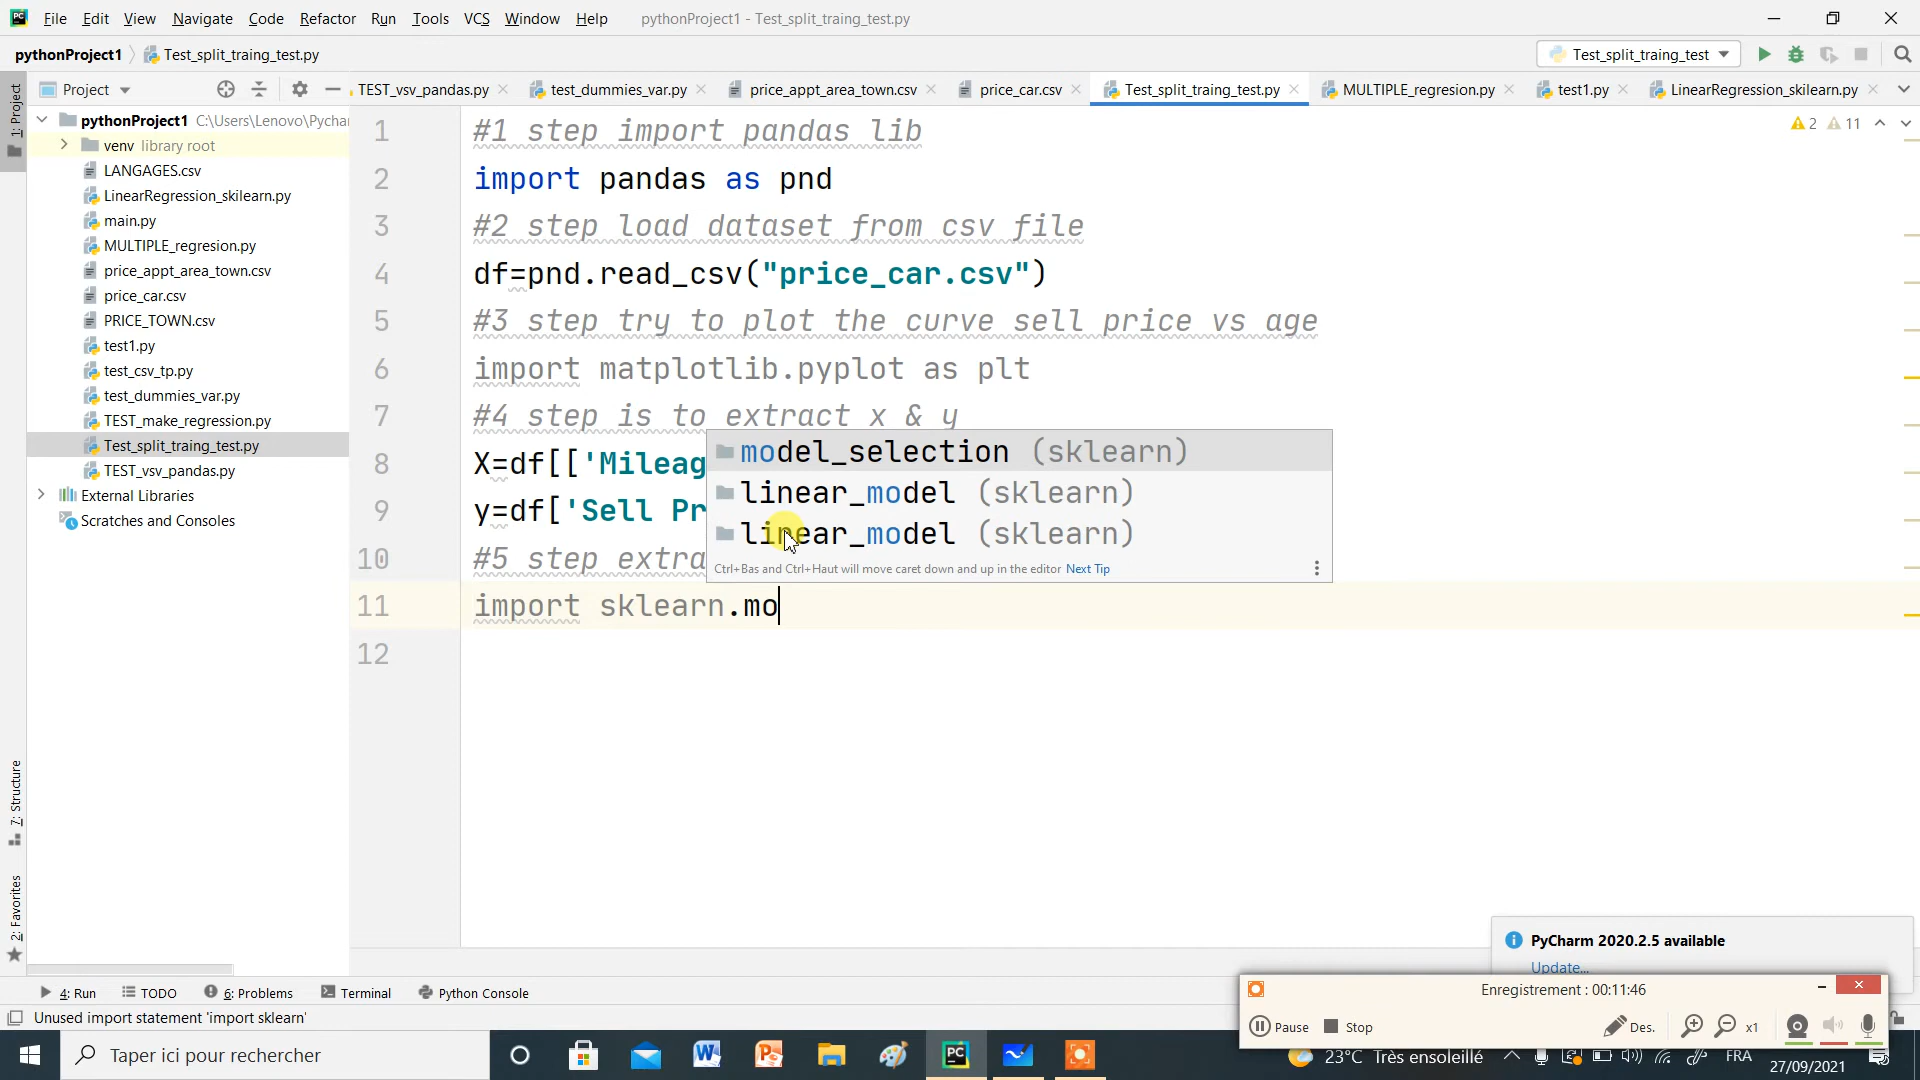 PC File Edit View Navigate Code Refactor Run Tools VCS Window Help pythonProject1 - Test_split_traing_test.py
pythonProject1 Test_split_traing_test.py Test_split_traing_test
Project TEST_vsv_pandas.py test_dummies_var.py price_appt_area_town.csv price_car.csv Test_split_traing_test.py MULTIPLE_regresion.py test1.py LinearRegression_skilearn.py
1: Project
pythonProject1 C:\Users\Lenovo\Pychar
venv library root
LANGAGES.csv
LinearRegression_skilearn.py
main.py
MULTIPLE_regresion.py
price_appt_area_town.csv
price_car.csv
PRICE_TOWN.csv
test1.py
test_csv_tp.py
test_dummies_var.py
TEST_make_regression.py
Test_split_traing_test.py
TEST_vsv_pandas.py
External Libraries
Scratches and Consoles
7: Structure
2: Favorites
2 11
1 #1 step import pandas lib
2 import pandas as pnd
3 #2 step load dataset from csv file
4 df=pnd.read_csv("price_car.csv")
5 #3 step try to plot the curve sell price vs age
6 import matplotlib.pyplot as plt
7 #4 step is to extract x & y
8 X=df[['Mileag
9 y=df['Sell Pr
10 #5 step extra
11 import sklearn.mo
12
model_selection (sklearn)
linear_model (sklearn)
linear_model (sklearn)
Ctrl+Bas and Ctrl+Haut will move caret down and up in the editor Next Tip
PyCharm 2020.2.5 available
Update...
Enregistrement : 00:11:46
Pause Stop Des. x1
4: Run TODO 6: Problems Terminal Python Console
Unused import statement 'import sklearn'
Taper ici pour rechercher PC 23°C Très ensoleillé FRA
27/09/2021